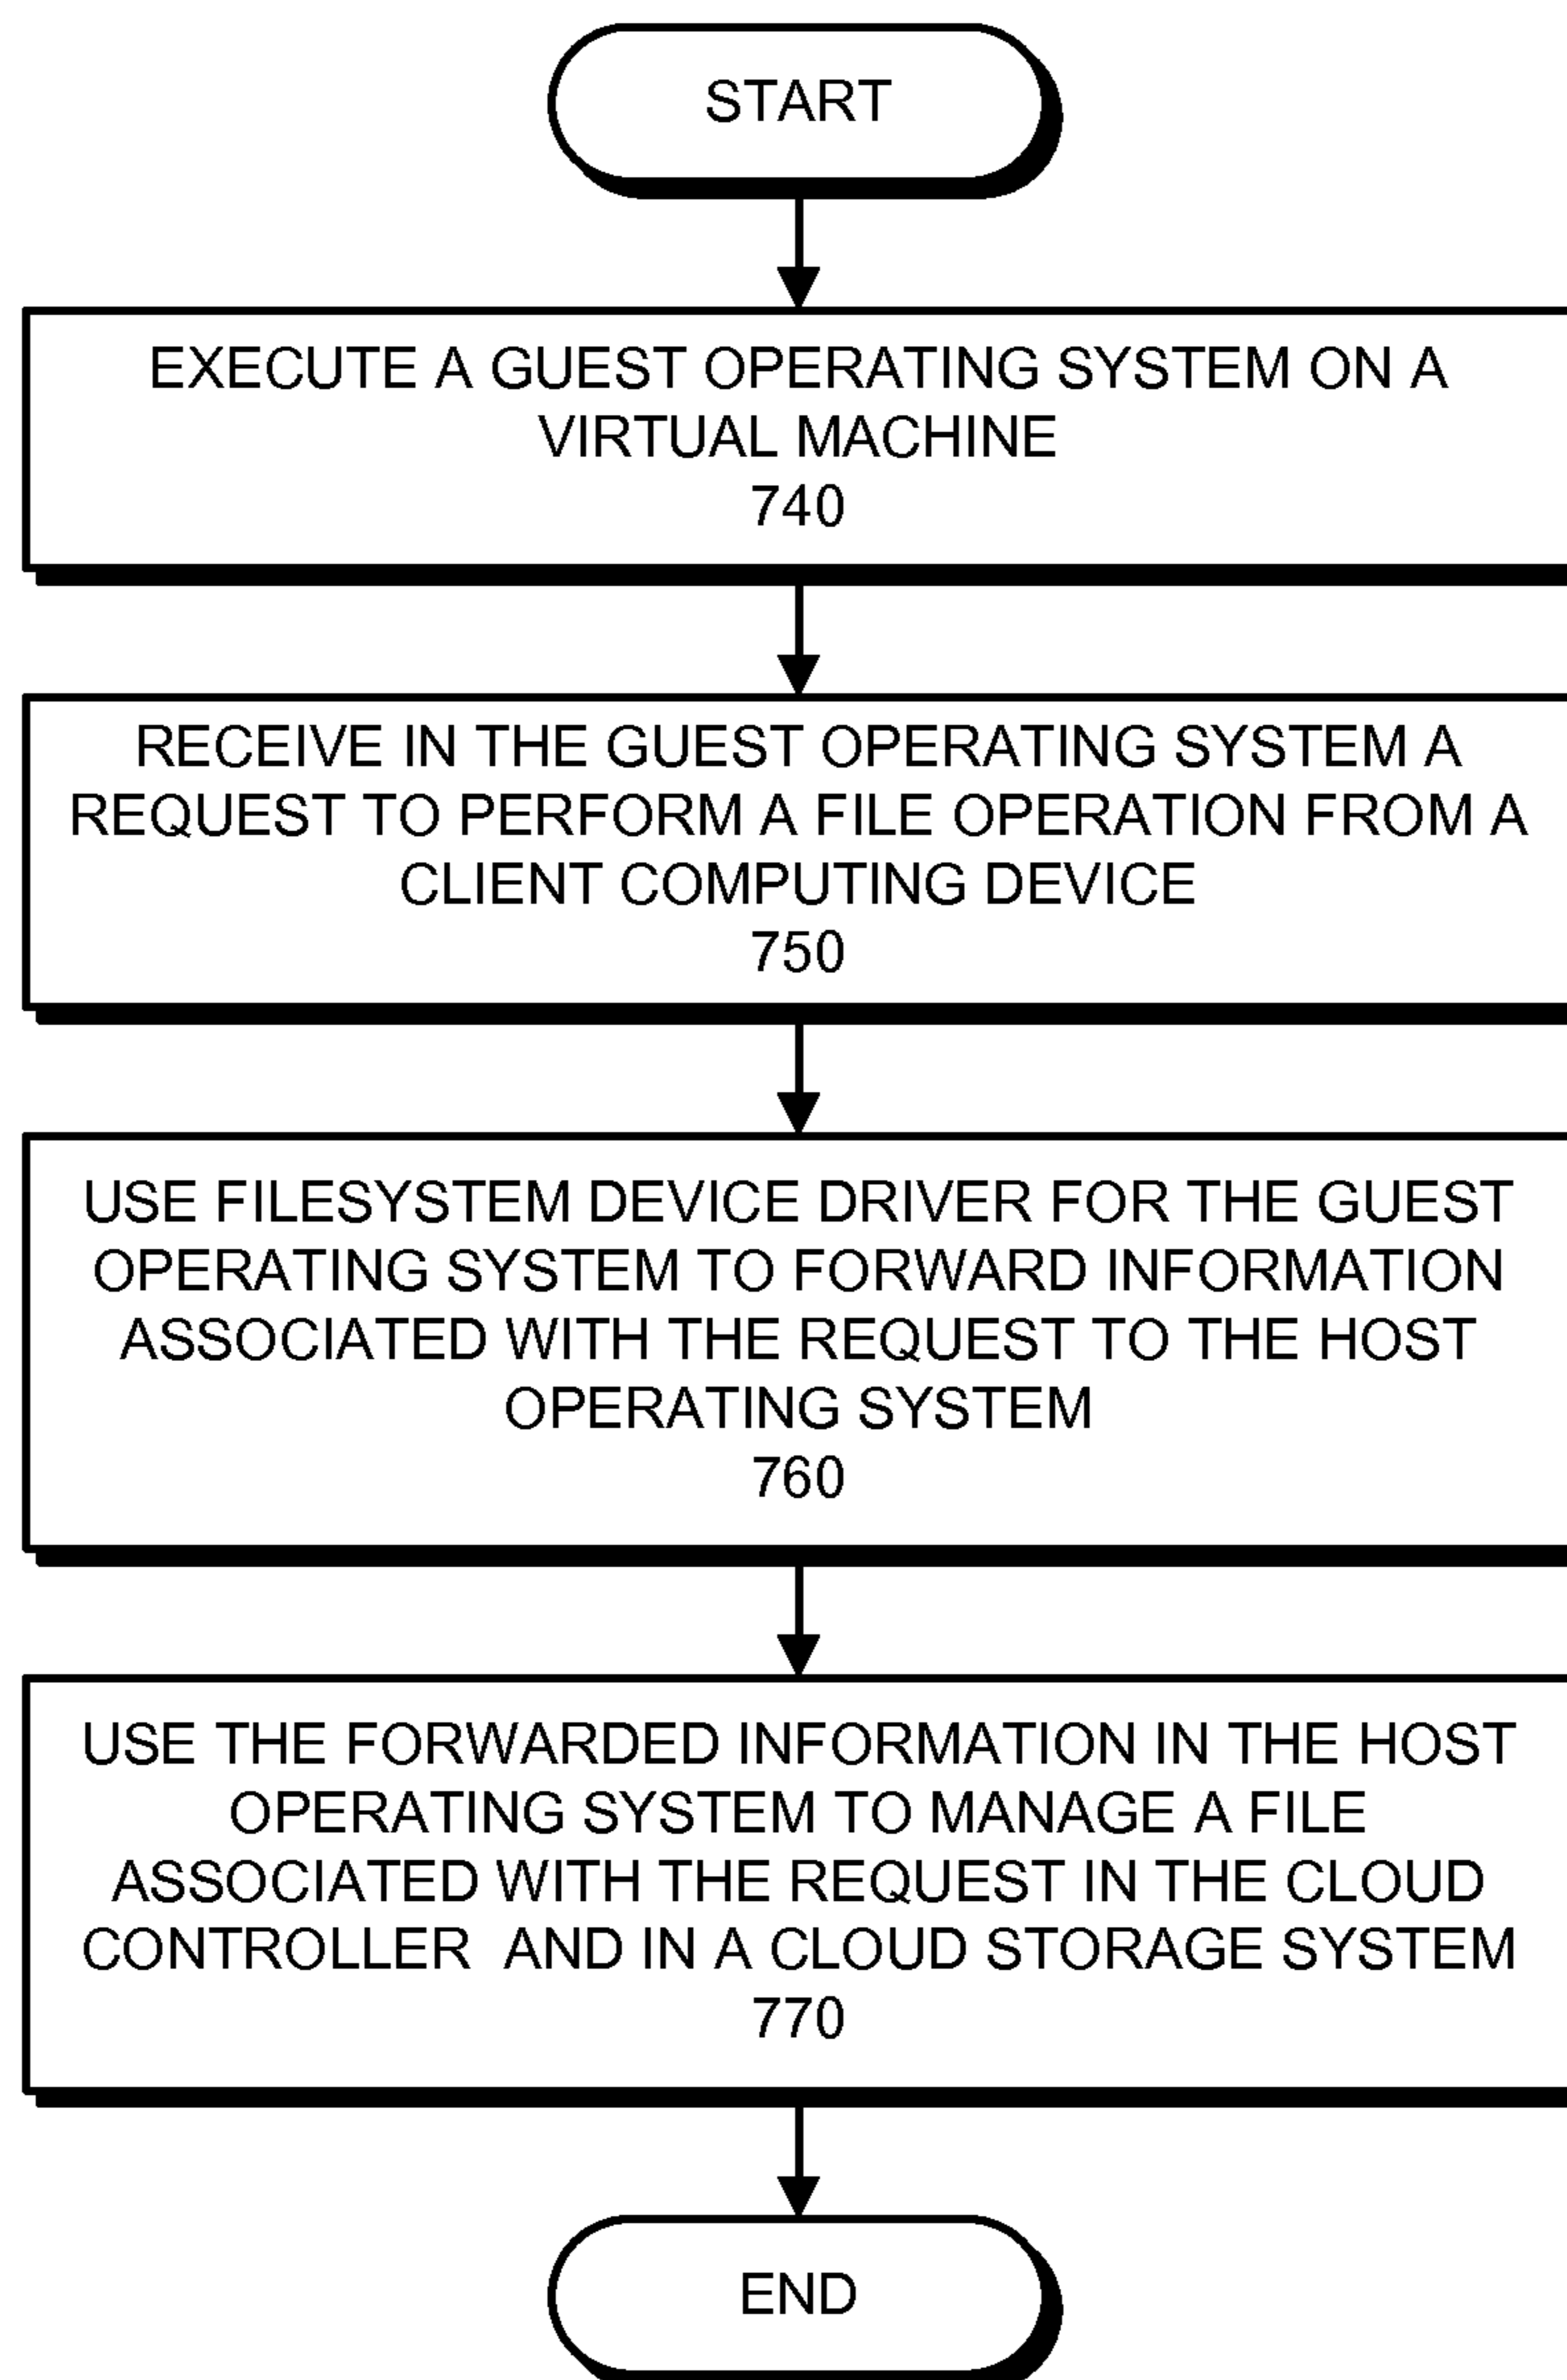 START
EXECUTE A GUEST OPERATING SYSTEM ON A
VIRTUAL MACHINE
740
RECEIVE IN THE GUEST OPERATING SYSTEM A
REQUEST TO PERFORM A FILE OPERATION FROM A
CLIENT COMPUTING DEVICE
750
USE FILESYSTEM DEVICE DRIVER FOR THE GUEST
OPERATING SYSTEM TO FORWARD INFORMATION
ASSOCIATED WITH THE REQUEST TO THE HOST
OPERATING SYSTEM
760
USE THE FORWARDED INFORMATION IN THE HOST
OPERATING SYSTEM TO MANAGE A FILE
ASSOCIATED WITH THE REQUEST IN THE CLOUD
CONTROLLER AND IN A CLOUD STORAGE SYSTEM
770
END